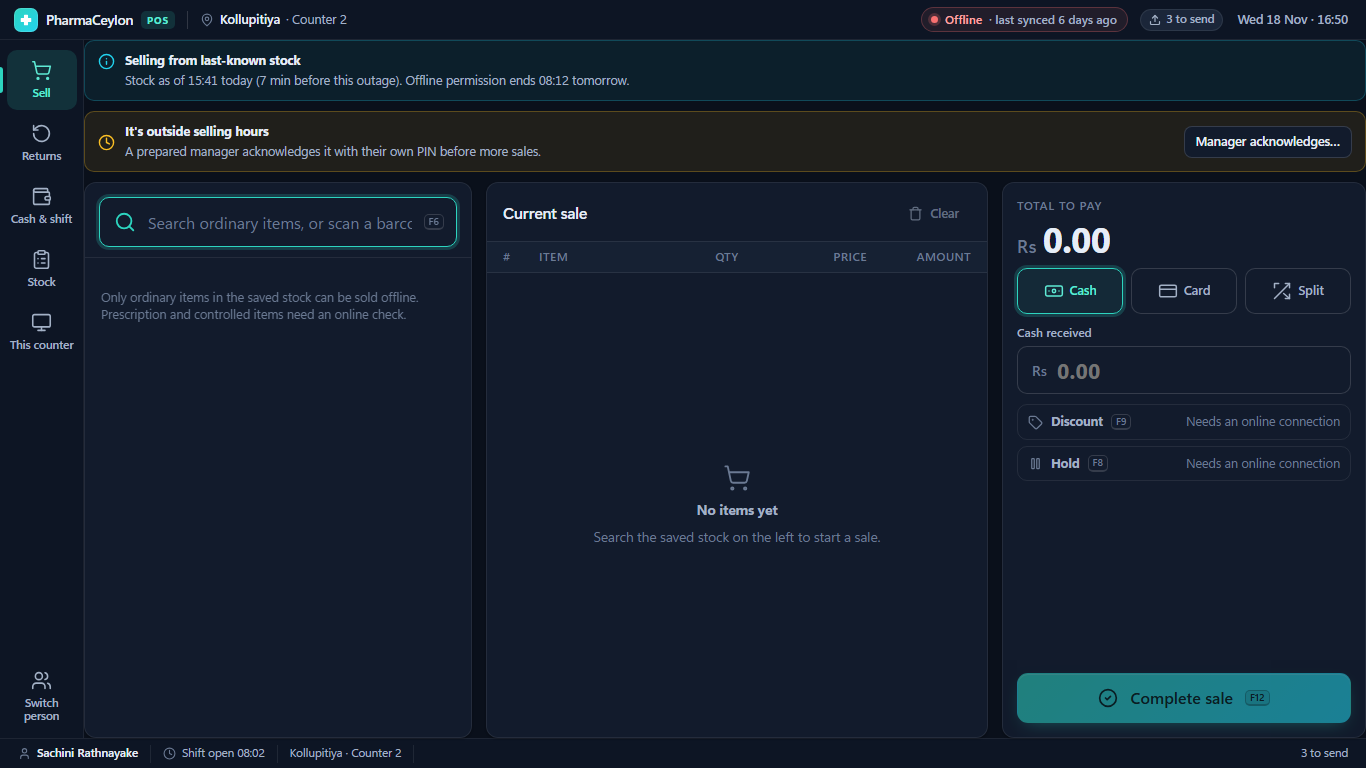 PharmaCeylon POS
Kollupitiya · Counter 2
Offline · last synced 6 days ago
3 to send
Wed 18 Nov · 16:50
Sell
Returns
Cash & shift
Stock
This counter
Switch
person
Selling from last-known stock
Stock as of 15:41 today (7 min before this outage). Offline permission ends 08:12 tomorrow.
It's outside selling hours
A prepared manager acknowledges it with their own PIN before more sales.
Manager acknowledges...
Search ordinary items, or scan a barcc F6
Only ordinary items in the saved stock can be sold offline.
Prescription and controlled items need an online check.
Current sale
Clear
# ITEM QTY PRICE AMOUNT
No items yet
Search the saved stock on the left to start a sale.
TOTAL TO PAY
Rs 0.00
Cash
Card
Split
Cash received
Rs 0.00
Discount F9 Needs an online connection
Hold F8 Needs an online connection
Complete sale F12
Sachini Rathnayake
Shift open 08:02
Kollupitiya · Counter 2
3 to send